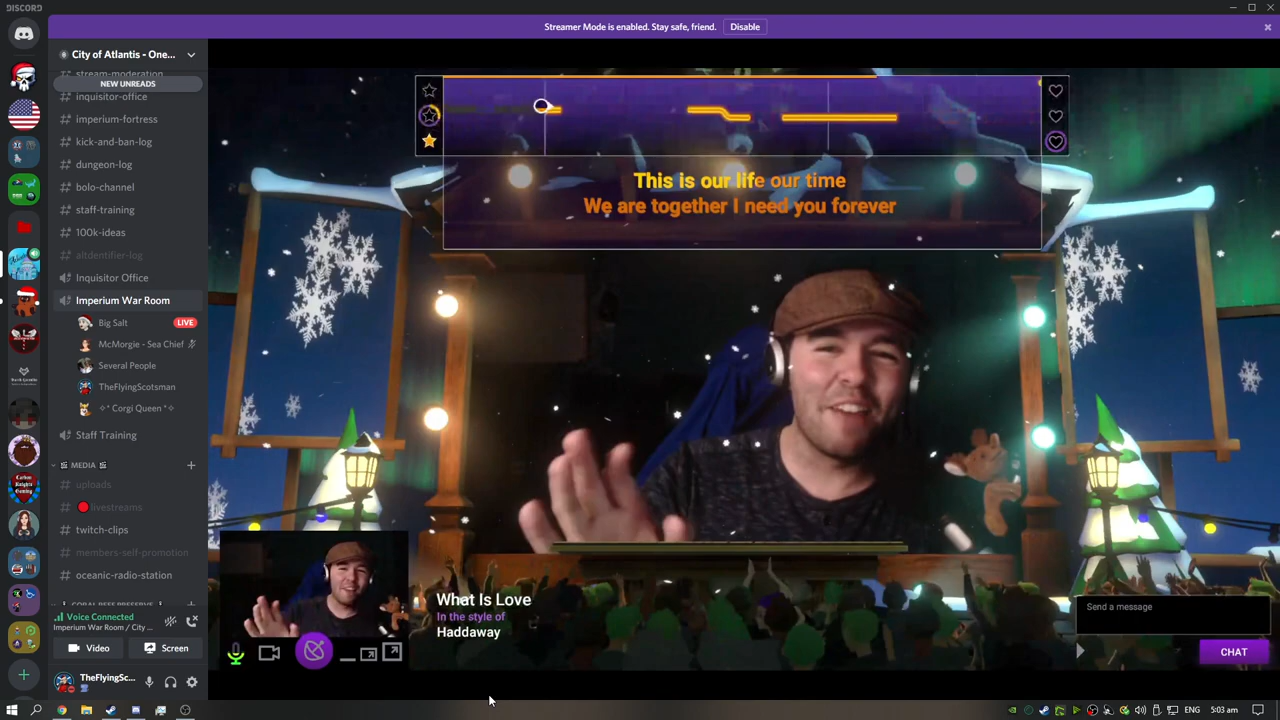 DISCORD
Streamer Mode is enabled. Stay safe, friend.
Disable
City of Atlantis - One...
stream-moderation
NEW UNREADS
inquisitor-office
imperium-fortress
kick-and-ban-log
dungeon-log
bolo-channel
staff-training
100k-ideas
altdentifier-log
Inquisitor Office
Imperium War Room
Big Salt
LIVE
McMorgie - Sea Chief
Several People
TheFlyingScotsman
✧* Corgi Queen *✧
Staff Training
MEDIA
uploads
livestreams
twitch-clips
members-self-promotion
oceanic-radio-station
CORAL REEF PRESERVE
Voice Connected
Imperium War Room / City ...
Video
Screen
TheFlyingSc...
This is our life our time
We are together I need you forever
What Is Love
In the style of
Haddaway
Send a message
CHAT
ENG
5:03 am